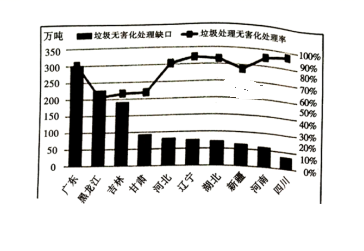 万吨
垃圾无害化处理缺口
垃圾处理无害化处理率
350
300
250
200
150
100
50
0
100%
90%
80%
70%
60%
50%
40%
30%
20%
10%
0%
广东
黑龙江
吉林
甘肃
河北
辽宁
湖北
新疆
河南
四川